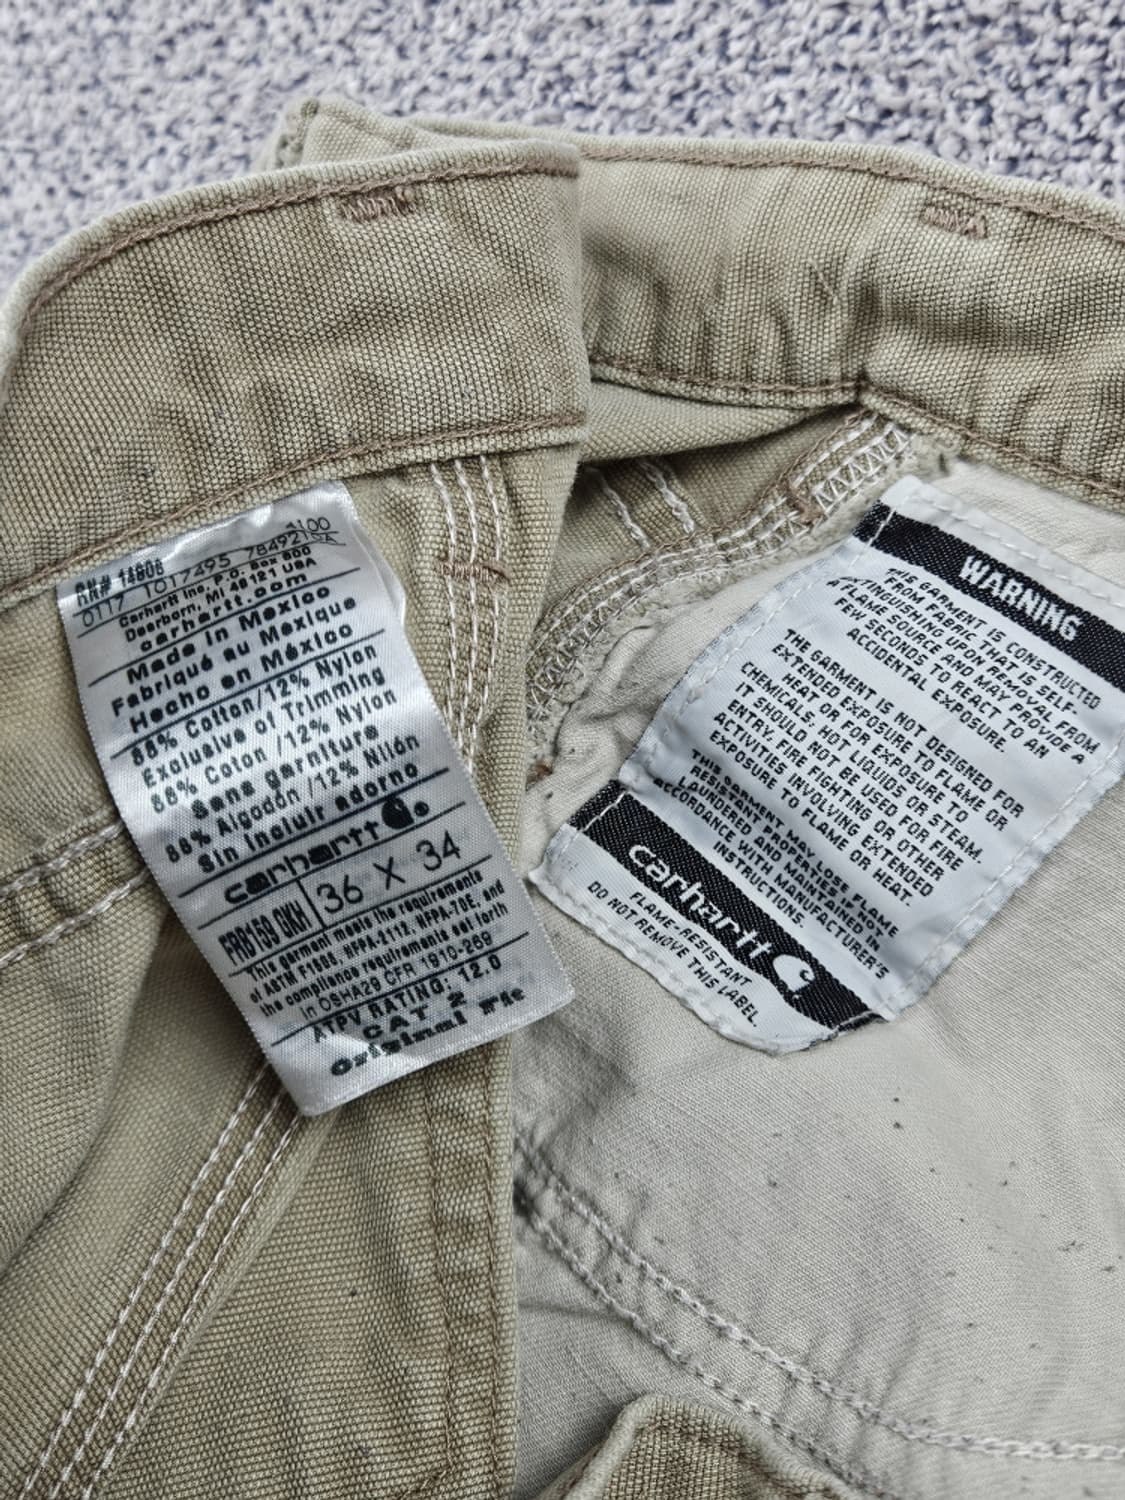 RN# 14806
0117 1017495 7849210A
4100
Carhartt Inc, P.O. Box 600
Dearborn, MI 48121 USA
carhartt.com
Made in Mexico
Fabriqué au Mexique
Hecho en México
88% Cotton/12% Nylon
Exclusive of Trimming
88% Coton /12% Nylon
Sans garniture
88% Algodón /12% Nilón
Sin incluir adorno
carhartt
FRB159 GKH 36 X 34
This garment meets the requirements
of ASTM F1506, NFPA-2112, NFPA-70E, and
the compliance requirements set forth
in OSHA29 CFR 1910-269
ATPV RATING: 12.0
CAT 2
Original Fit
WARNING
THIS GARMENT IS CONSTRUCTED
FROM FABRIC THAT IS SELF-
EXTINGUISHING UPON REMOVAL FROM
A FLAME SOURCE AND MAY PROVIDE A
FEW SECONDS TO REACT TO AN
ACCIDENTAL EXPOSURE.
THE GARMENT IS NOT DESIGNED FOR
EXTENDED EXPOSURE TO FLAME OR
HEAT OR FOR EXPOSURE TO
CHEMICALS, HOT LIQUIDS OR STEAM.
IT SHOULD NOT BE USED FOR FIRE
ENTRY, FIRE FIGHTING OR OTHER
ACTIVITIES INVOLVING EXTENDED
EXPOSURE TO FLAME OR HEAT.
THIS GARMENT MAY LOSE FLAME
RESISTANT PROPERTIES IF NOT
LAUNDERED AND MAINTAINED IN
ACCORDANCE WITH MANUFACTURER'S
INSTRUCTIONS.
carhartt
FLAME-RESISTANT
DO NOT REMOVE THIS LABEL.